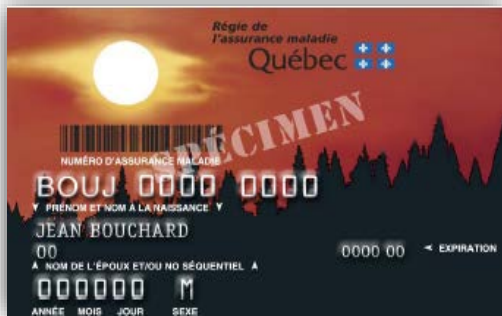 Régie de
l'assurance maladie
Québec
SPÉCIMEN
NUMÉRO D'ASSURANCE MALADIE
BOUJ 0000 0000
PRÉNOM ET NOM À LA NAISSANCE
JEAN BOUCHARD
00
0000 00 EXPIRATION
NOM DE L'ÉPOUX ET/OU NO SÉQUENTIEL
000000 M
ANNÉE MOIS JOUR SEXE